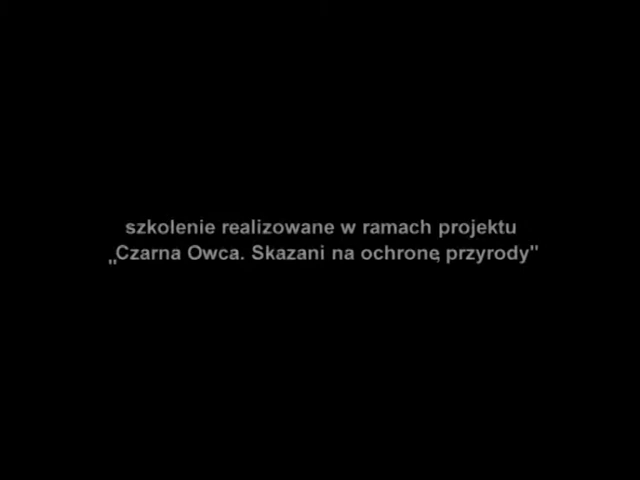 szkolenie realizowane w ramach projektu
„Czarna Owca. Skazani na ochronę przyrody"